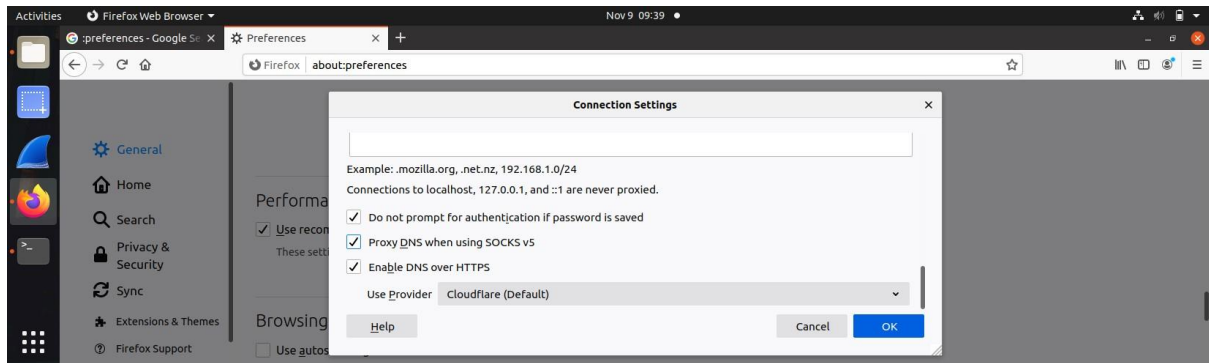 Activities Firefox Web Browser Nov 9 09:39
:preferences - Google Se Preferences
Firefox about:preferences
Connection Settings
General
Home
Search
Privacy &
Security
Sync
Extensions & Themes
Firefox Support
Performa
Use recon
These setti
Browsing
Use autos
Example: .mozilla.org, .net.nz, 192.168.1.0/24
Connections to localhost, 127.0.0.1, and ::1 are never proxied.
Do not prompt for authentication if password is saved
Proxy DNS when using SOCKS v5
Enable DNS over HTTPS
Use Provider Cloudflare (Default)
Help Cancel OK